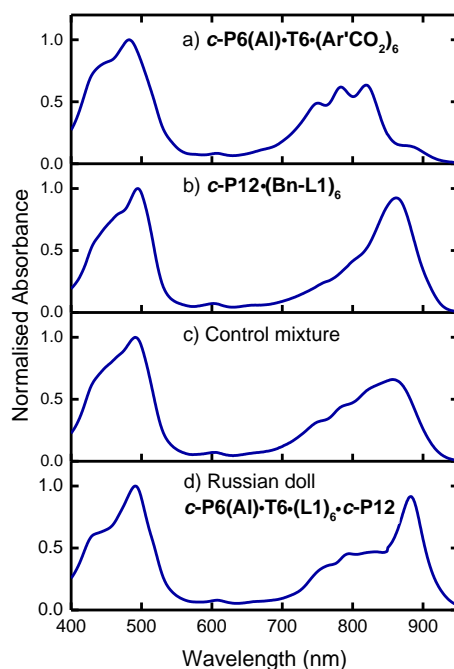 1.0
a) c-P6(Al)•T6•(Ar'CO₂)₆
0.5
0.0
1.0
b) c-P12•(Bn-L1)₆
0.5
0.0
1.0
c) Control mixture
0.5
0.0
1.0
d) Russian doll
c-P6(Al)•T6•(L1)₆•c-P12
0.5
0.0
400 500 600 700 800 900
Wavelength (nm)
Normalised Absorbance